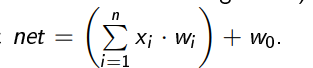 net = (∑_{i=1}^{n} x_i · w_i) + w_0.